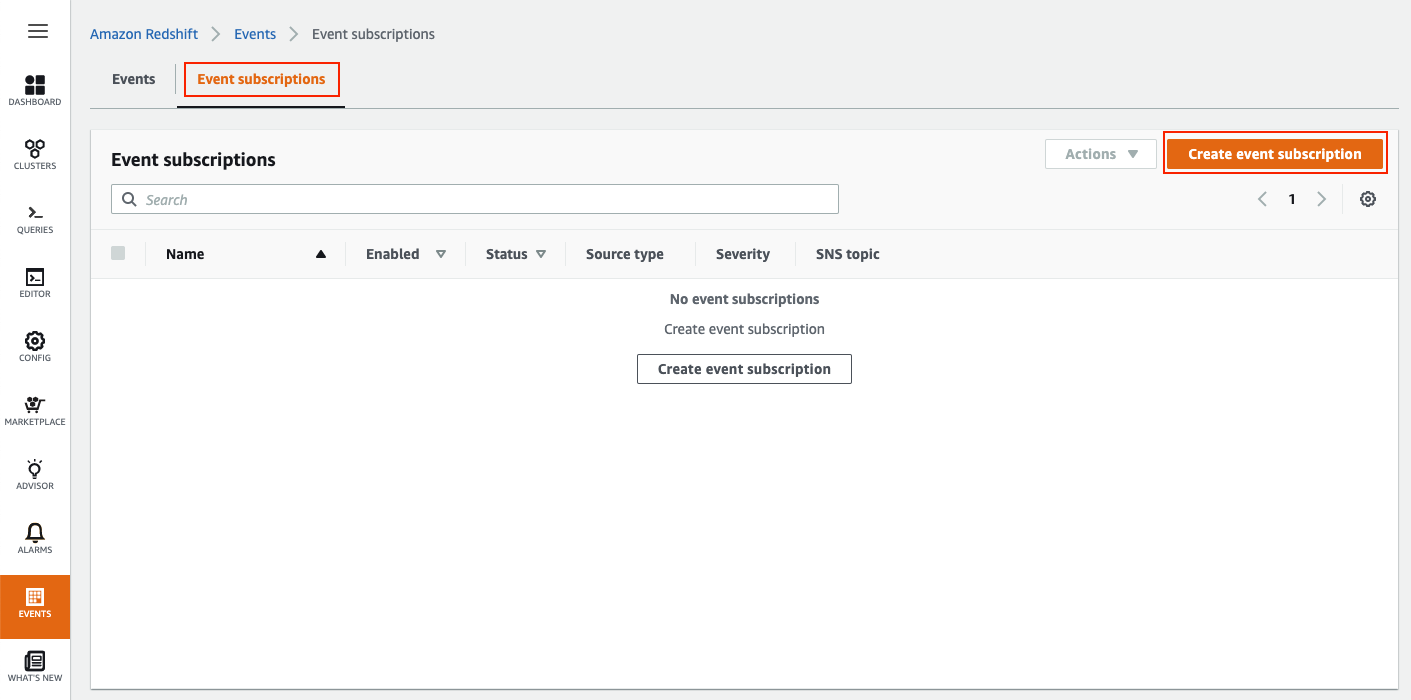 Amazon Redshift Events Event subscriptions
Events Event subscriptions
DASHBOARD
CLUSTERS
QUERIES
EDITOR
CONFIG
MARKETPLACE
ADVISOR
ALARMS
EVENTS
WHAT'S NEW
Event subscriptions
Actions Create event subscription
Search
1
Name Enabled Status Source type Severity SNS topic
No event subscriptions
Create event subscription
Create event subscription